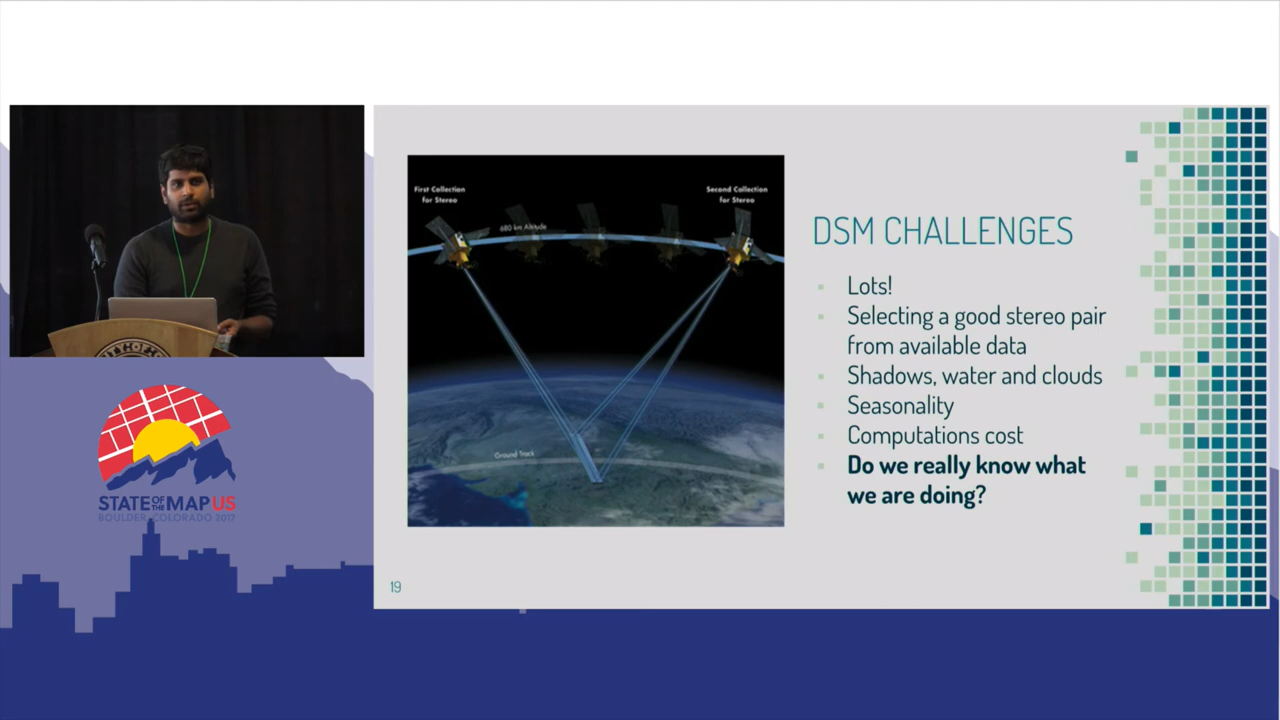 First Collection
for Stereo
Second Collection
for Stereo
680 km Altitude
Ground Track
DSM CHALLENGES
Lots!
Selecting a good stereo pair
from available data
Shadows, water and clouds
Seasonality
Computations cost
Do we really know what
we are doing?
19
STATE OF THE MAP US
BOULDER, COLORADO 2017